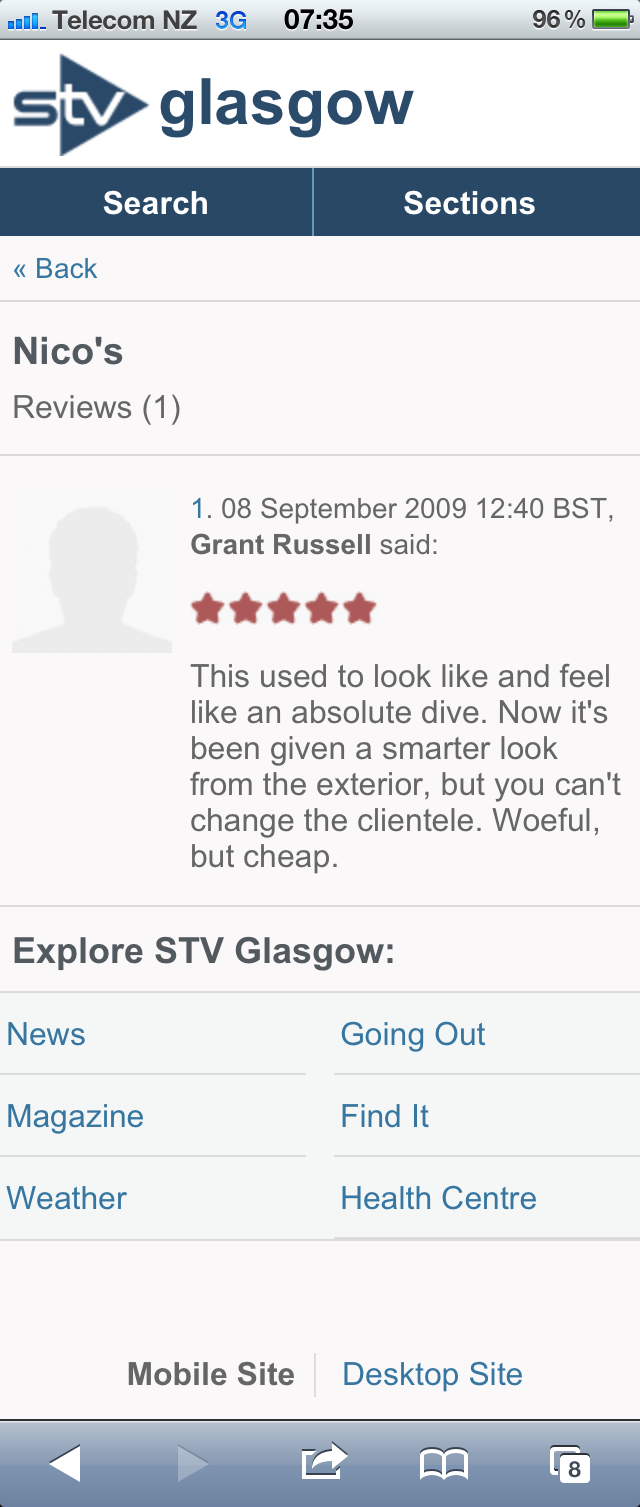 Telecom NZ 3G 07:35 96%
stv glasgow
Search Sections
« Back
Nico's
Reviews (1)
1. 08 September 2009 12:40 BST,
Grant Russell said:
This used to look like and feel
like an absolute dive. Now it's
been given a smarter look
from the exterior, but you can't
change the clientele. Woeful,
but cheap.
Explore STV Glasgow:
News Going Out
Magazine Find It
Weather Health Centre
Mobile Site Desktop Site
8